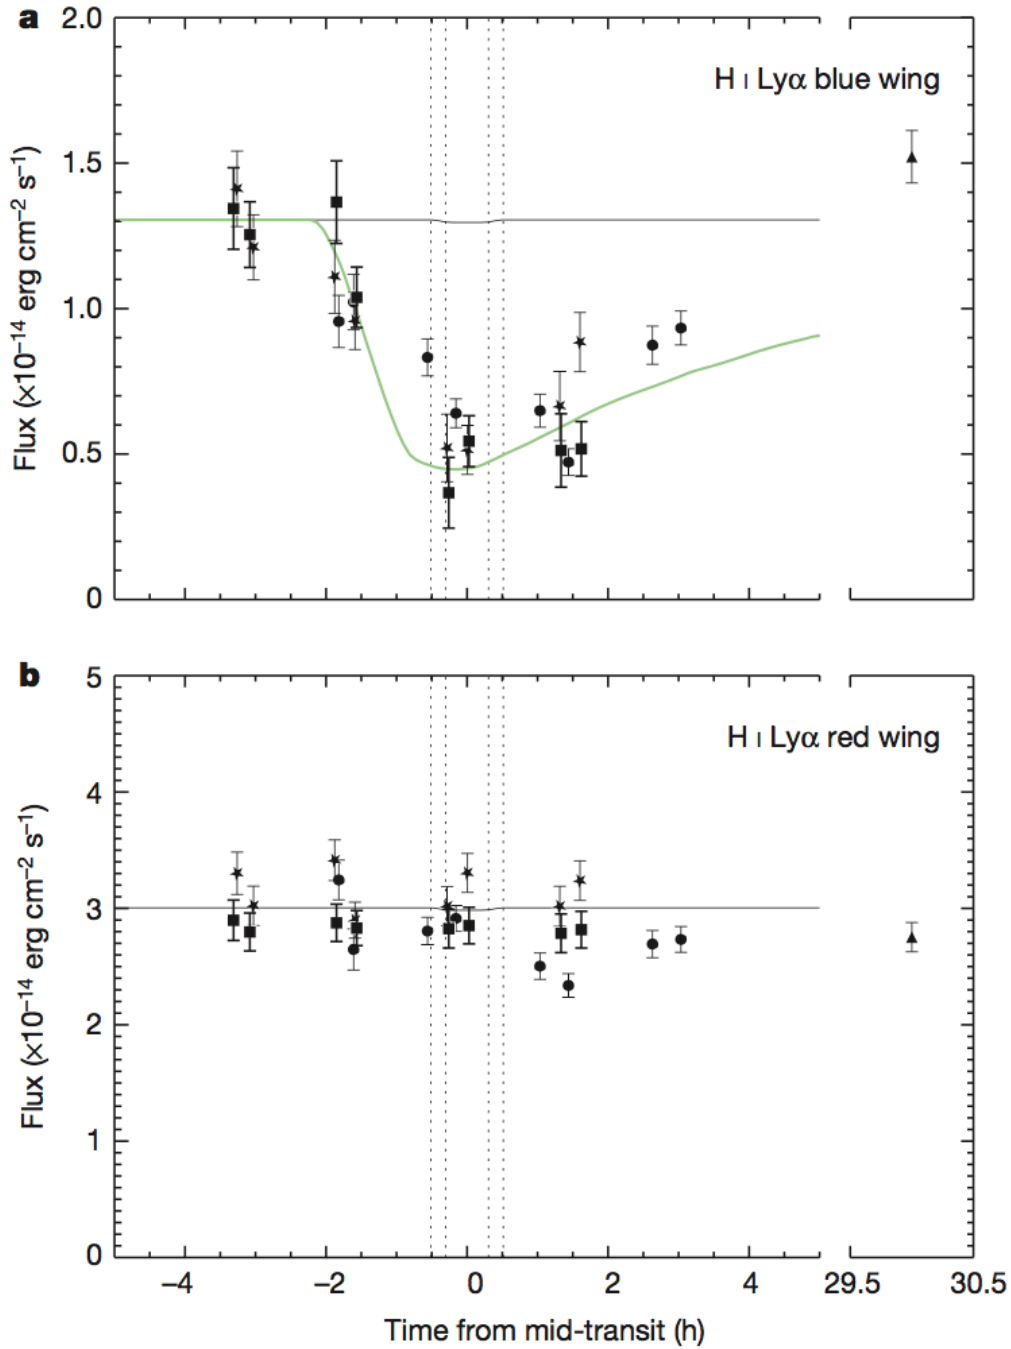 a
2.0
H I Lyα blue wing
1.5
1.0
0.5
0
Flux (×10⁻¹⁴ erg cm⁻² s⁻¹)
b
5
H I Lyα red wing
4
3
2
1
0
Flux (×10⁻¹⁴ erg cm⁻² s⁻¹)
−4 −2 0 2 4 29.5 30.5
Time from mid-transit (h)